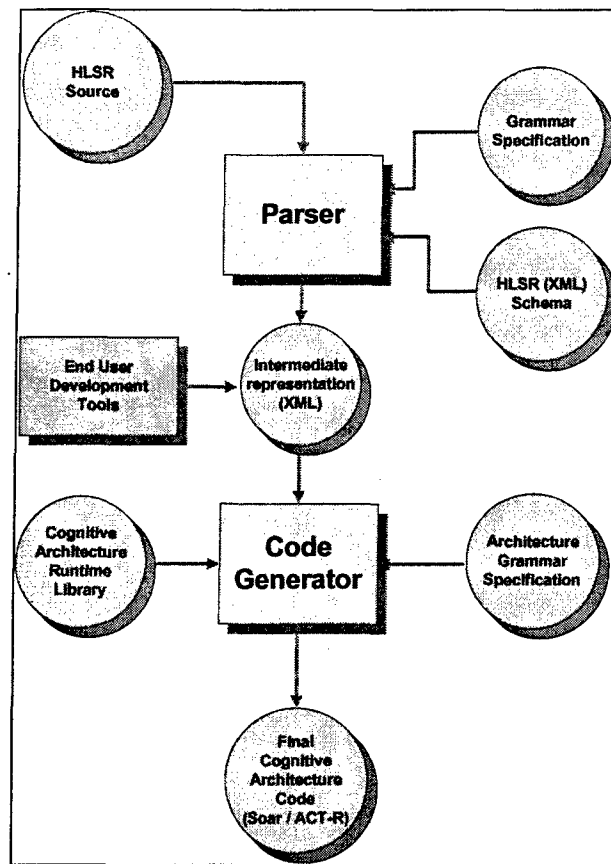 HLSR
Source
Grammar
Specification
Parser
HLSR (XML)
Schema
End User
Development
Tools
Intermediate
representation
(XML)
Cognitive
Architecture
Runtime
Library
Code
Generator
Architecture
Grammar
Specification
Final
Cognitive
Architecture
Code
(Soar / ACT-R)